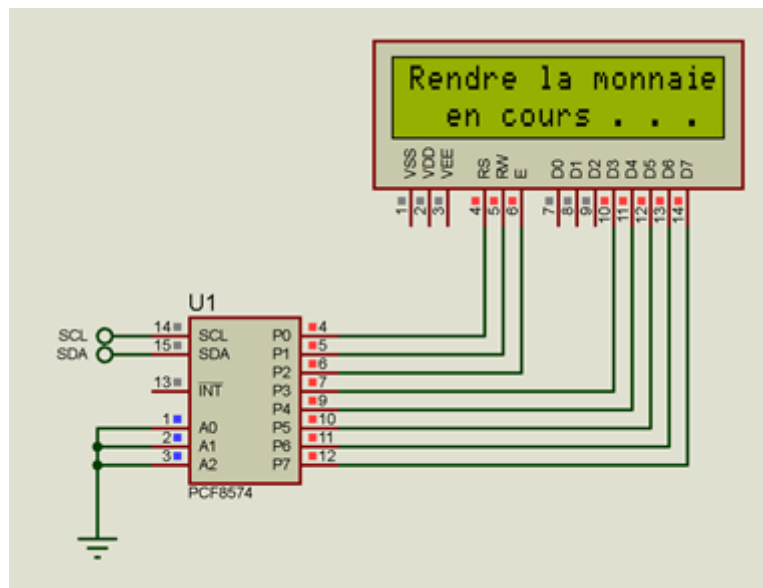 Rendre la monnaie
en cours . . .
VSS VDD VEE RS RW E D0 D1 D2 D3 D4 D5 D6 D7
1 2 3 4 5 6 7 8 9 10 11 12 13 14
U1
SCL 14 SCL P0 4
SDA 15 SDA P1 5
P2 6
13 INT P3 7
P4 9
1 A0 P5 10
2 A1 P6 11
3 A2 P7 12
PCF8574